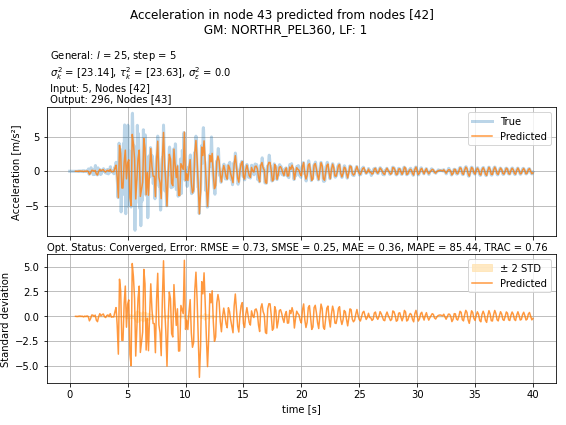 Acceleration in node 43 predicted from nodes [42]
GM: NORTHR_PEL360, LF: 1
General: l = 25, step = 5
σ²ₖ = [23.14], τ²ₖ = [23.63], σ²ε = 0.0
Input: 5, Nodes [42]
Output: 296, Nodes [43]
Acceleration [m/s²]
5
0
−5
True
Predicted
Opt. Status: Converged, Error: RMSE = 0.73, SMSE = 0.25, MAE = 0.36, MAPE = 85.44, TRAC = 0.76
Standard deviation
5.0
2.5
0.0
−2.5
−5.0
± 2 STD
Predicted
0 5 10 15 20 25 30 35 40
time [s]